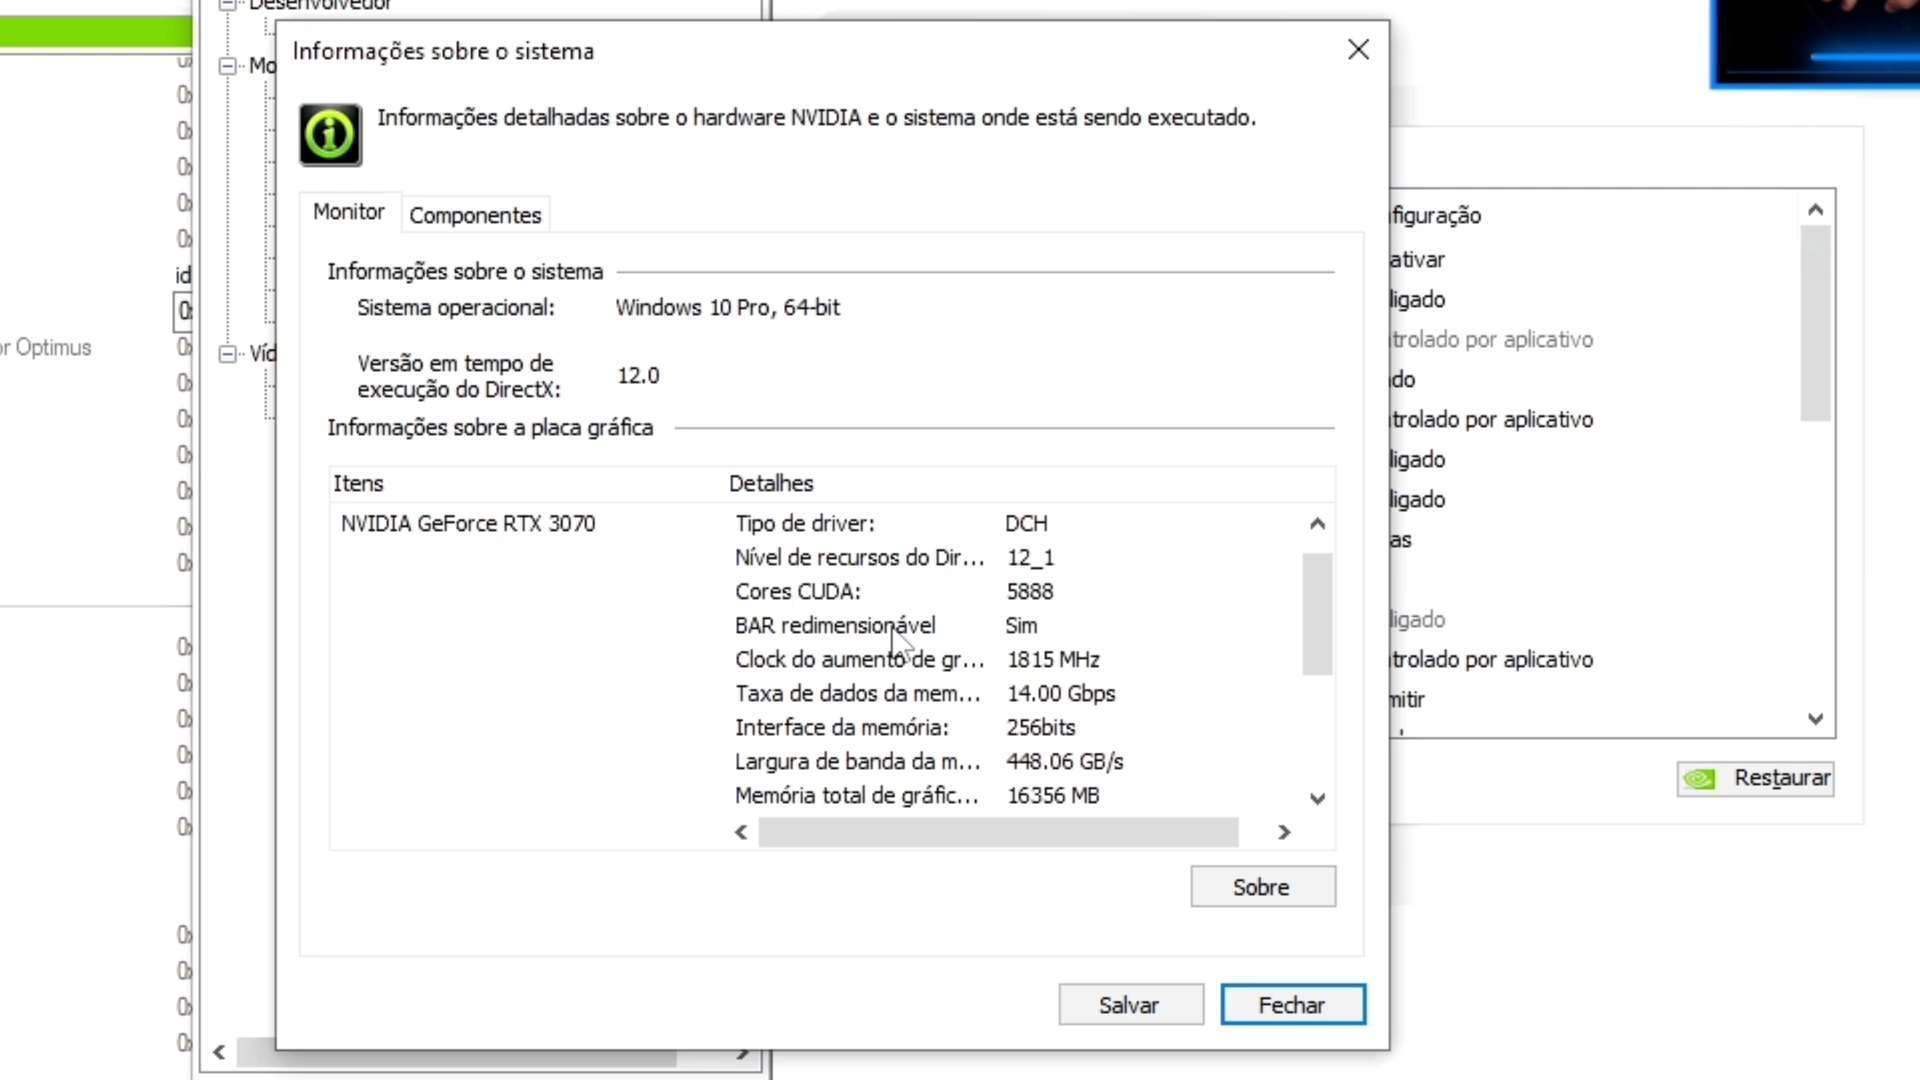 Desenvolvedor
Informações sobre o sistema
Mo
Informações detalhadas sobre o hardware NVIDIA e o sistema onde está sendo executado.
Monitor
Componentes
figuração
Informações sobre o sistema
ativar
id
Sistema operacional: Windows 10 Pro, 64-bit
ligado
or Optimus
Víd
trolado por aplicativo
Versão em tempo de
execução do DirectX: 12.0
do
trolado por aplicativo
Informações sobre a placa gráfica
ligado
Itens Detalhes
ligado
NVIDIA GeForce RTX 3070
Tipo de driver: DCH
as
Nível de recursos do Dir... 12_1
Cores CUDA: 5888
ligado
BAR redimensionável Sim
Clock do aumento de gr... 1815 MHz
trolado por aplicativo
Taxa de dados da mem... 14.00 Gbps
mitir
Interface da memória: 256bits
Largura de banda da m... 448.06 GB/s
Restaurar
Memória total de gráfic... 16356 MB
Sobre
Salvar
Fechar